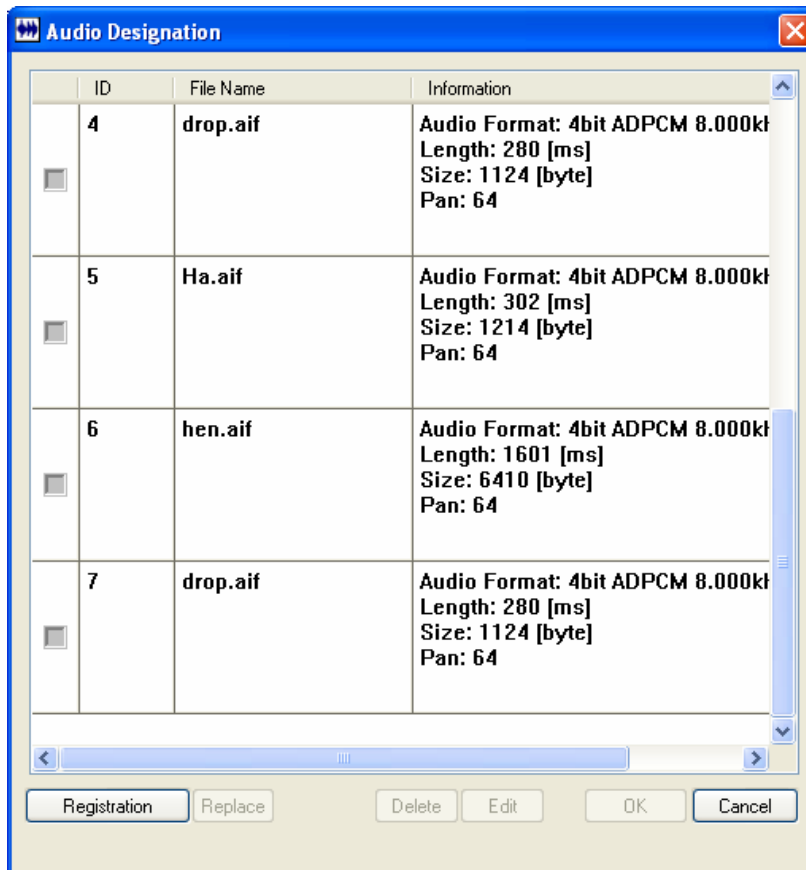 Audio Designation
ID File Name Information
4 drop.aif Audio Format: 4bit ADPCM 8.000kH
Length: 280 [ms]
Size: 1124 [byte]
Pan: 64
5 Ha.aif Audio Format: 4bit ADPCM 8.000kH
Length: 302 [ms]
Size: 1214 [byte]
Pan: 64
6 hen.aif Audio Format: 4bit ADPCM 8.000kH
Length: 1601 [ms]
Size: 6410 [byte]
Pan: 64
7 drop.aif Audio Format: 4bit ADPCM 8.000kH
Length: 280 [ms]
Size: 1124 [byte]
Pan: 64
Registration Replace Delete Edit OK Cancel